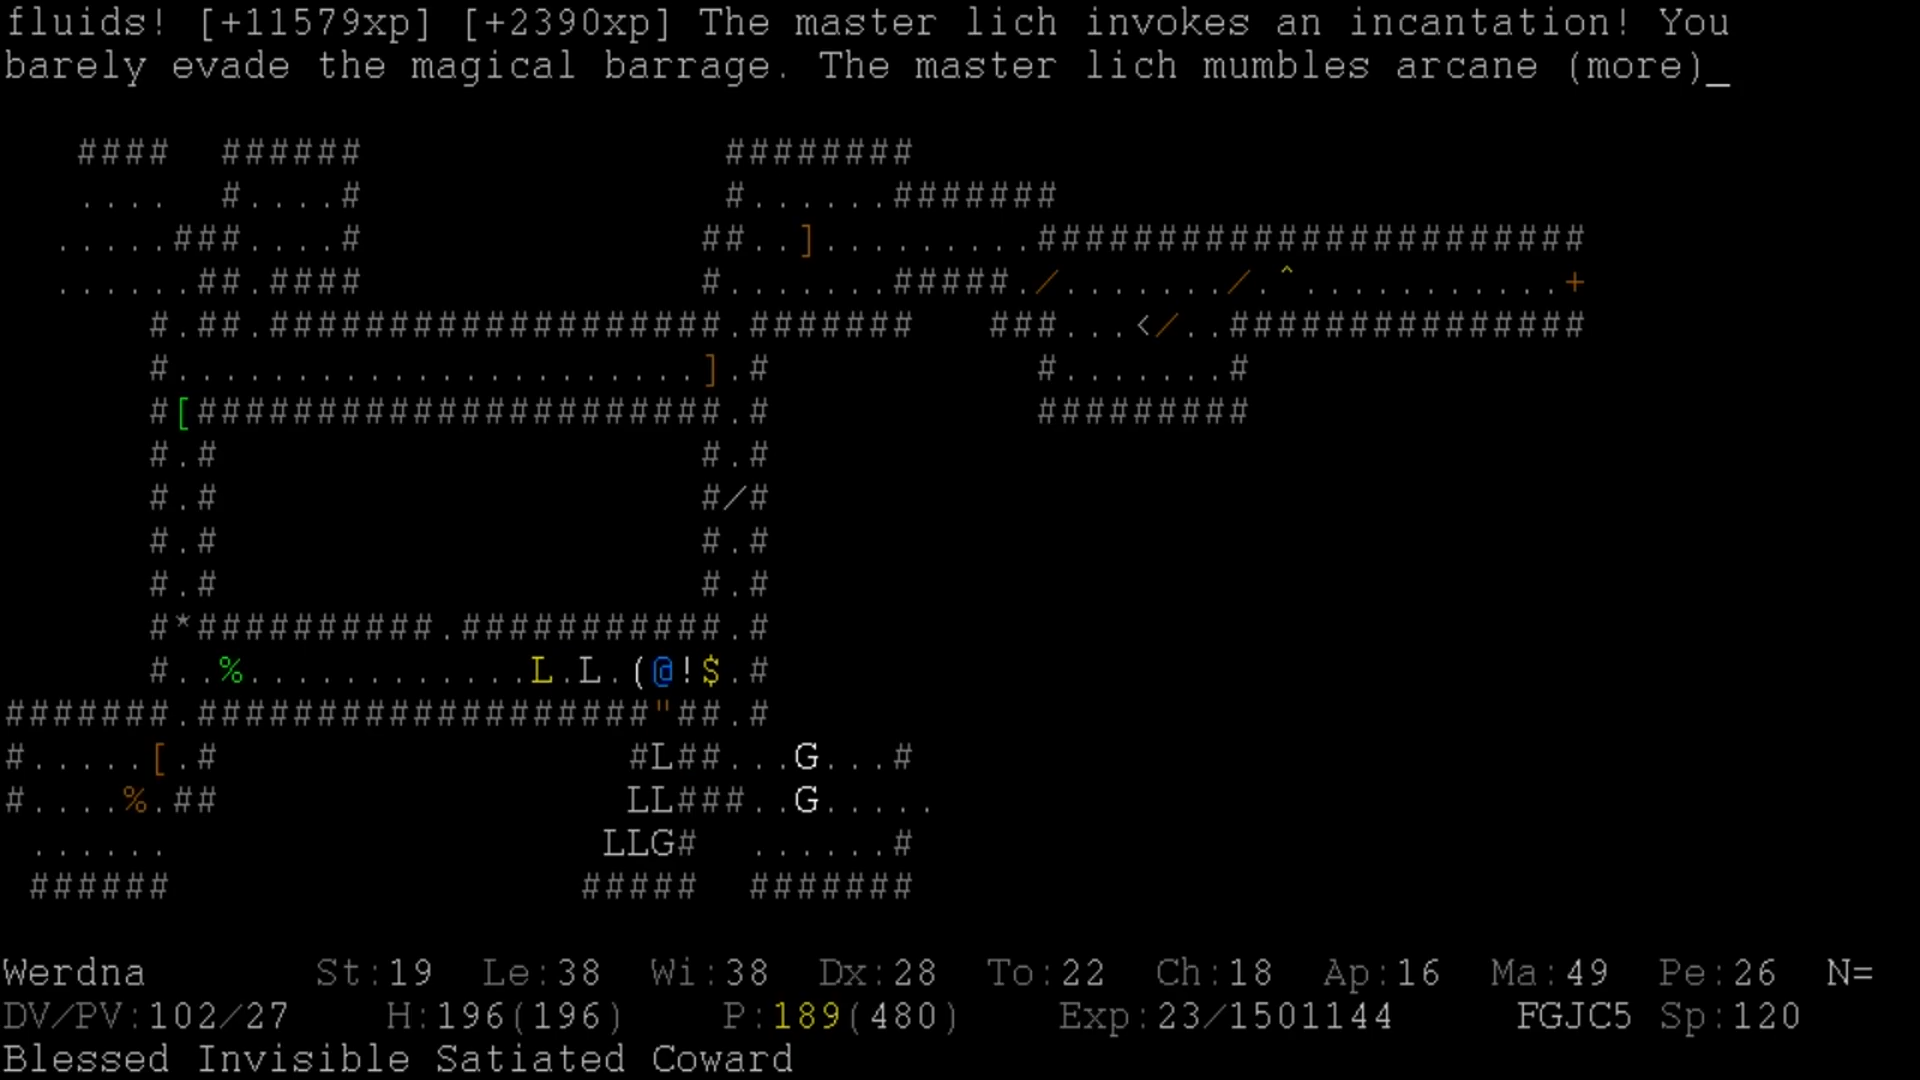 fluids! [+11579xp] [+2390xp] The master lich invokes an incantation! You
barely evade the magical barrage. The master lich mumbles arcane (more)_
   ####  ######               ########
   ....  #....#               #......#######
  .....###....#              ##..].........#######################
  ......##.####              #.......#####./......./.^...........+
      #.##.###################.#######   ###...</..###############
      #.....................].#           #.......#
      #[######################.#           #########
      #.#                    #.#
      #.#                    #/#
      #.#                    #.#
      #.#                    #.#
      #*##########.###########.#
      #..%............L.L.(@!$.#
#######.###################"##.#
#.....[.#                 #L##...G...#
#....%.##                 LL###..G.....
 ......                  LLG#  ......#
 ######                 #####  #######
Werdna St:19 Le:38 Wi:38 Dx:28 To:22 Ch:18 Ap:16 Ma:49 Pe:26 N=
DV/PV:102/27 H:196(196) P:189(480) Exp:23/1501144 FGJC5 Sp:120
Blessed Invisible Satiated Coward